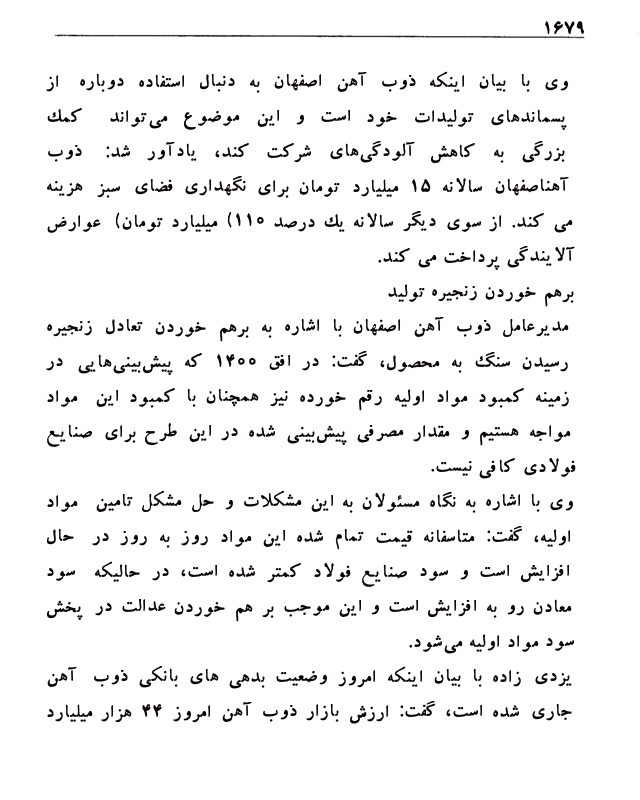 ۱۶۷۹
وی با بیان اینکه ذوب آهن اصفهان به دنبال استفاده دوباره از
پسماندهای تولیدات خود است و این موضوع می‌تواند کمك
بزرگی به کاهش آلودگی‌های شرکت کند، یادآور شد: ذوب
آهناصفهان سالانه ۱۵ میلیارد تومان برای نگهداری فضای سبز هزینه
می کند. از سوی دیگر سالانه یك درصد ۱۱۰) میلیارد تومان) عوارض
آلایندگی پرداخت می کند.
برهم خوردن زنجیره تولید
مدیرعامل ذوب آهن اصفهان با اشاره به برهم خوردن تعادل زنجیره
رسیدن سنگ به محصول، گفت: در افق ۱۴۰۰ که پیش‌بینی‌هایی در
زمینه کمبود مواد اولیه رقم خورده نیز همچنان با کمبود این مواد
مواجه هستیم و مقدار مصرفی پیش‌بینی شده در این طرح برای صنایع
فولادی کافی نیست.
وی با اشاره به نگاه مسئولان به این مشکلات و حل مشکل تامین مواد
اولیه، گفت: متاسفانه قیمت تمام شده این مواد روز به روز در حال
افزایش است و سود صنایع فولاد کمتر شده است، در حالیکه سود
معادن رو به افزایش است و این موجب بر هم خوردن عدالت در پخش
سود مواد اولیه می‌شود.
یزدی زاده با بیان اینکه امروز وضعیت بدهی های بانکی ذوب آهن
جاری شده است، گفت: ارزش بازار ذوب آهن امروز ۴۴ هزار میلیارد